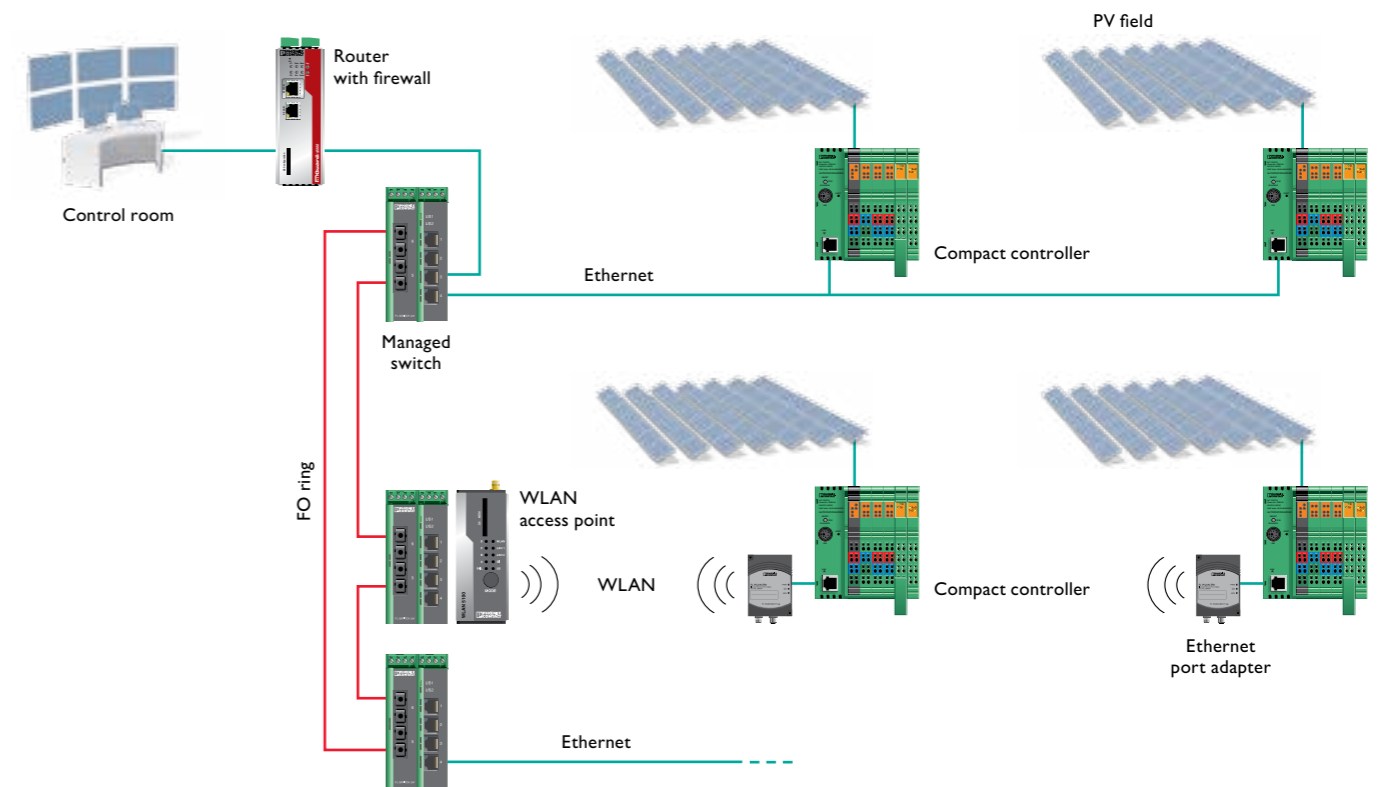 PV field
Router
with firewall
Control room
Compact controller
Ethernet
Managed
switch
FO ring
WLAN
access point
WLAN
Compact controller
Ethernet
port adapter
Ethernet